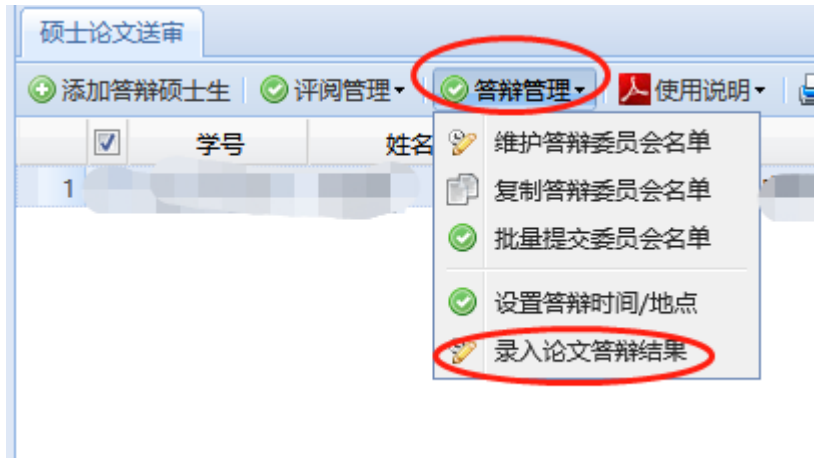 硕士论文送审
添加答辩硕士生 评阅管理 答辩管理 使用说明
学号 姓名
1
维护答辩委员会名单
复制答辩委员会名单
批量提交委员会名单
设置答辩时间/地点
录入论文答辩结果